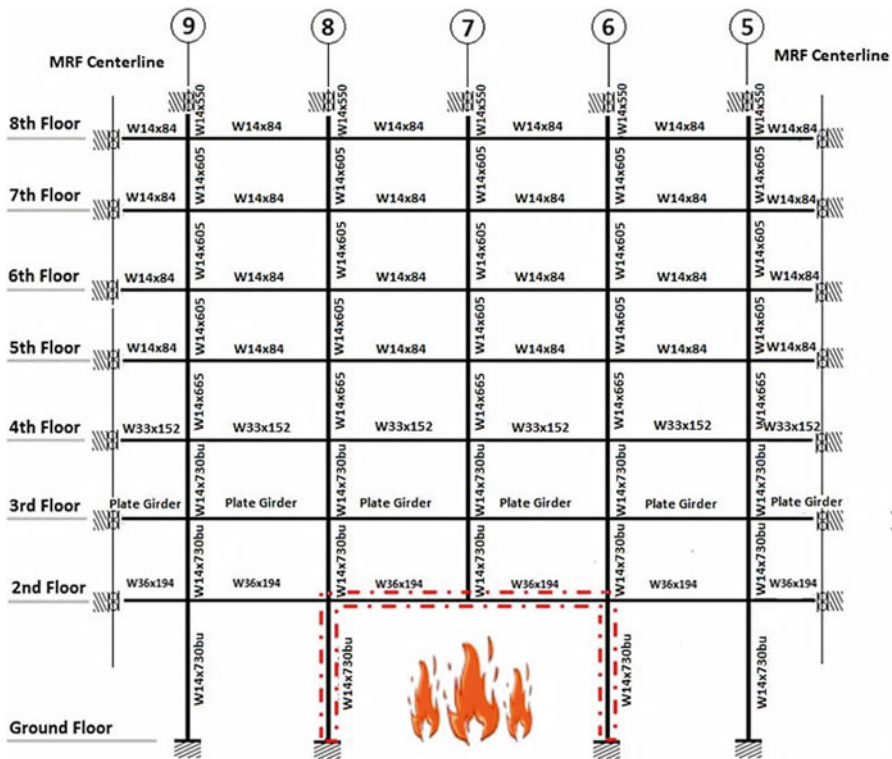 9 8 7 6 5
MRF Centerline MRF Centerline
W14x550 W14x550 W14x550 W14x550 W14x550
8th Floor W14x84 W14x84 W14x84 W14x84 W14x84 W14x84
W14x605 W14x605 W14x605 W14x605 W14x605
7th Floor W14x84 W14x84 W14x84 W14x84 W14x84 W14x84
W14x605 W14x605 W14x605 W14x605 W14x605
6th Floor W14x84 W14x84 W14x84 W14x84 W14x84 W14x84
W14x605 W14x605 W14x605 W14x605 W14x605
5th Floor W14x84 W14x84 W14x84 W14x84 W14x84 W14x84
W14x665 W14x665 W14x665 W14x665 W14x665
4th Floor W33x152 W33x152 W33x152 W33x152 W33x152 W33x152
W14x730bu W14x730bu W14x730bu W14x730bu W14x730bu
3rd Floor Plate Girder Plate Girder Plate Girder Plate Girder Plate Girder Plate Girder
W14x730bu W14x730bu W14x730bu W14x730bu W14x730bu
2nd Floor W36x194 W36x194 W36x194 W36x194 W36x194 W36x194
W14x730bu W14x730bu W14x730bu W14x730bu
Ground Floor